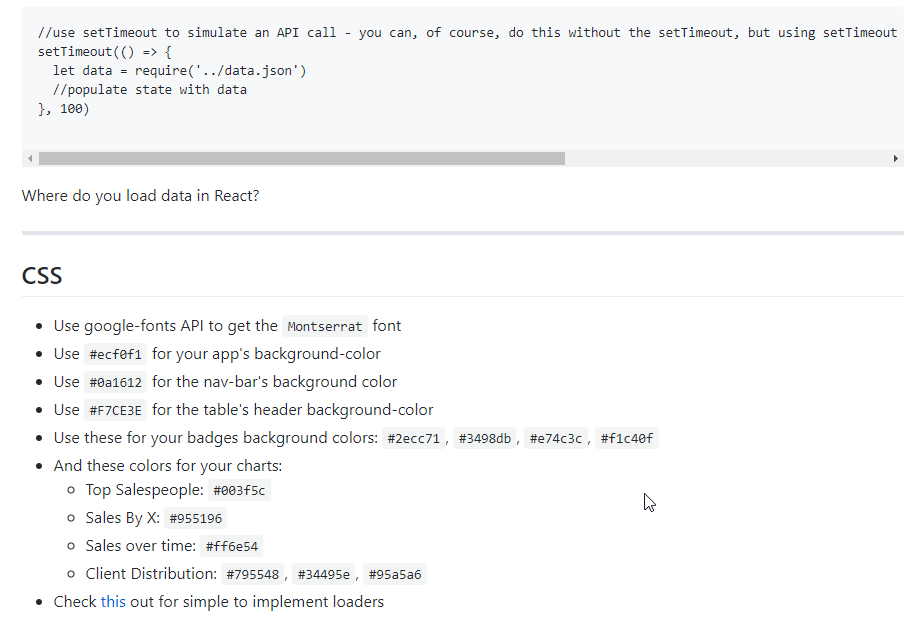 //use setTimeout to simulate an API call - you can, of course, do this without the setTimeout, but using setTimeout
setTimeout(() => {
  let data = require('../data.json')
  //populate state with data
}, 100)
Where do you load data in React?
CSS
Use google-fonts API to get the Montserrat font
Use #ecf0f1 for your app's background-color
Use #0a1612 for the nav-bar's background color
Use #F7CE3E for the table's header background-color
Use these for your badges background colors: #2ecc71, #3498db, #e74c3c, #f1c40f
And these colors for your charts:
Top Salespeople: #003f5c
Sales By X: #955196
Sales over time: #ff6e54
Client Distribution: #795548, #34495e, #95a5a6
Check this out for simple to implement loaders